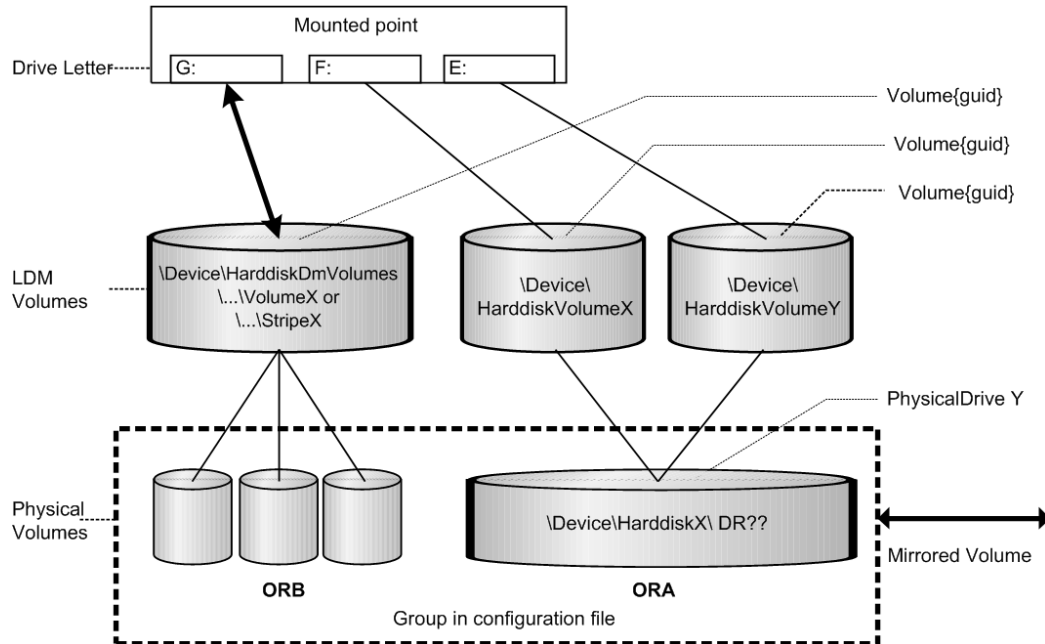 Mounted point
Drive Letter
G:
F:
E:
Volume{guid}
Volume{guid}
Volume{guid}
LDM
Volumes
\Device\HarddiskDmVolumes
\...\VolumeX or
\...\StripeX
\Device\
HarddiskVolumeX
\Device\
HarddiskVolumeY
PhysicalDrive Y
Physical
Volumes
\Device\HarddiskX\ DR??
Mirrored Volume
ORB
ORA
Group in configuration file